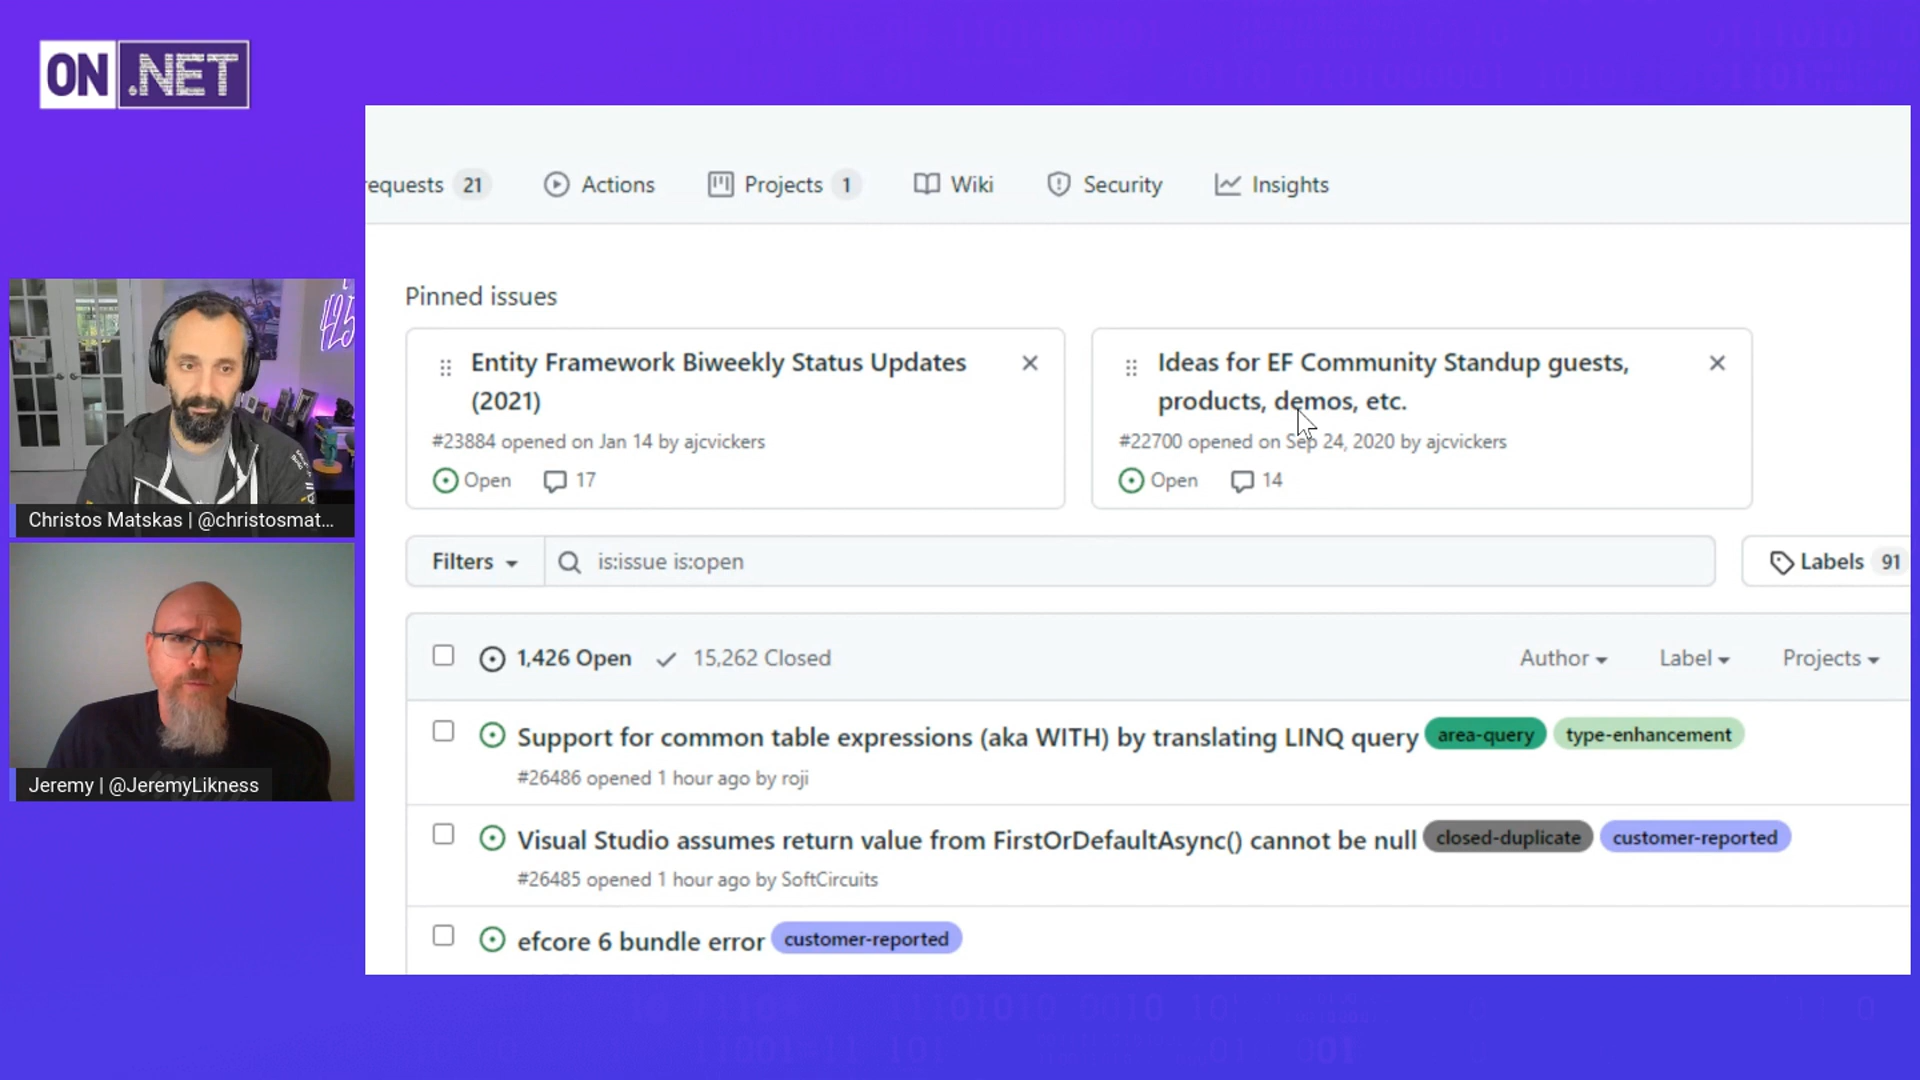 ON .NET
equests 21 Actions Projects 1 Wiki Security Insights
Pinned issues
Entity Framework Biweekly Status Updates
(2021)
#23884 opened on Jan 14 by ajcvickers
Open 17
Ideas for EF Community Standup guests,
products, demos, etc.
#22700 opened on Sep 24, 2020 by ajcvickers
Open 14
Filters is:issue is:open Labels 91
1,426 Open 15,262 Closed Author Label Projects
Support for common table expressions (aka WITH) by translating LINQ query area-query type-enhancement
#26486 opened 1 hour ago by roji
Visual Studio assumes return value from FirstOrDefaultAsync() cannot be null closed-duplicate customer-reported
#26485 opened 1 hour ago by SoftCircuits
efcore 6 bundle error customer-reported
Christos Matskas | @christosmat...
Jeremy | @JeremyLikness